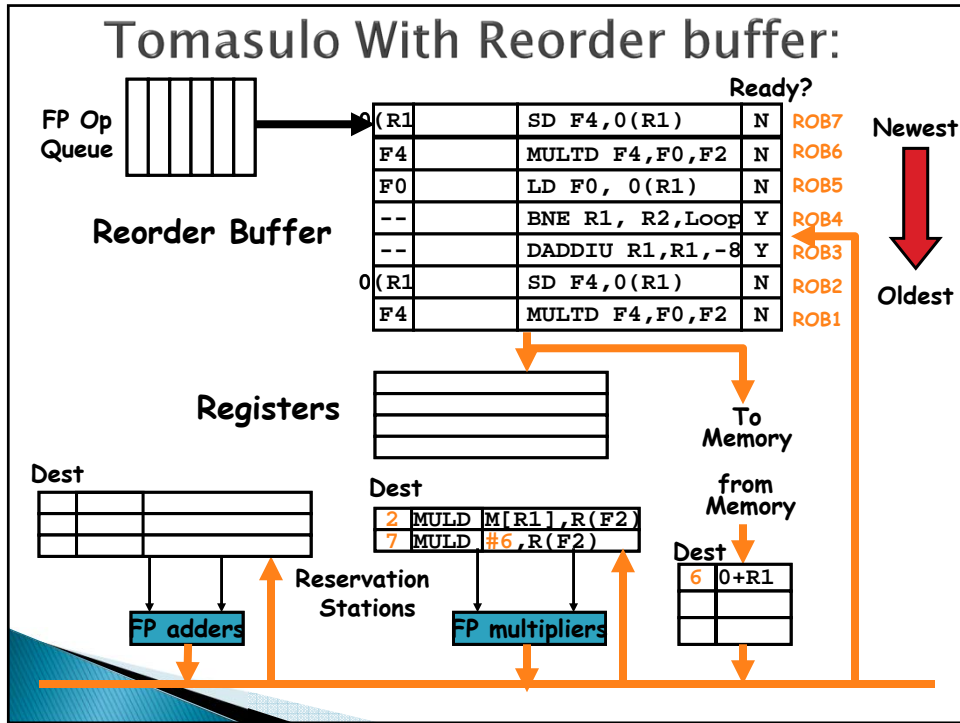 Tomasulo With Reorder buffer:
Ready?
FP Op
Queue
0(R1 SD F4,0(R1) N ROB7
F4 MULTD F4,F0,F2 N ROB6
F0 LD F0, 0(R1) N ROB5
-- BNE R1, R2,Loop Y ROB4
-- DADDIU R1,R1,-8 Y ROB3
0(R1 SD F4,0(R1) N ROB2
F4 MULTD F4,F0,F2 N ROB1
Newest
Oldest
Reorder Buffer
Registers
To
Memory
from
Memory
Dest
Dest
2 MULD M[R1],R(F2)
7 MULD #6,R(F2)
Dest
6 0+R1
Reservation
Stations
FP adders
FP multipliers